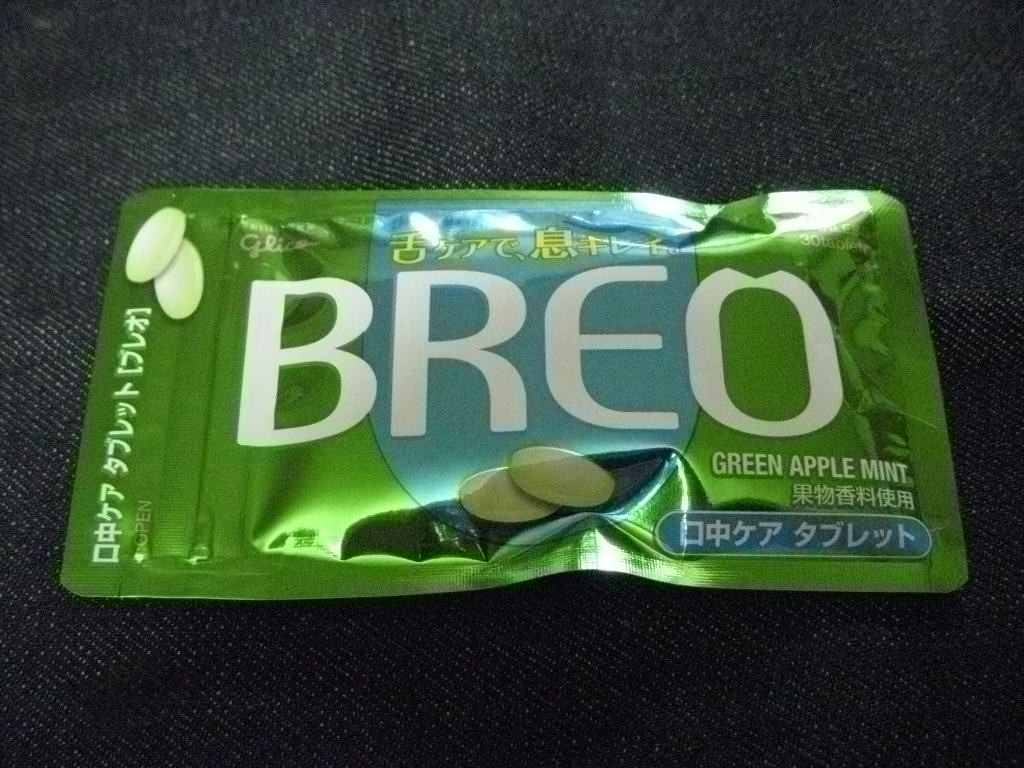 glico
舌ケアで、息キレイ。
30tablets
BREO
GREEN APPLE MINT
果物香料使用
口中ケア タブレット
口中ケア タブレット [ブレオ]
OPEN